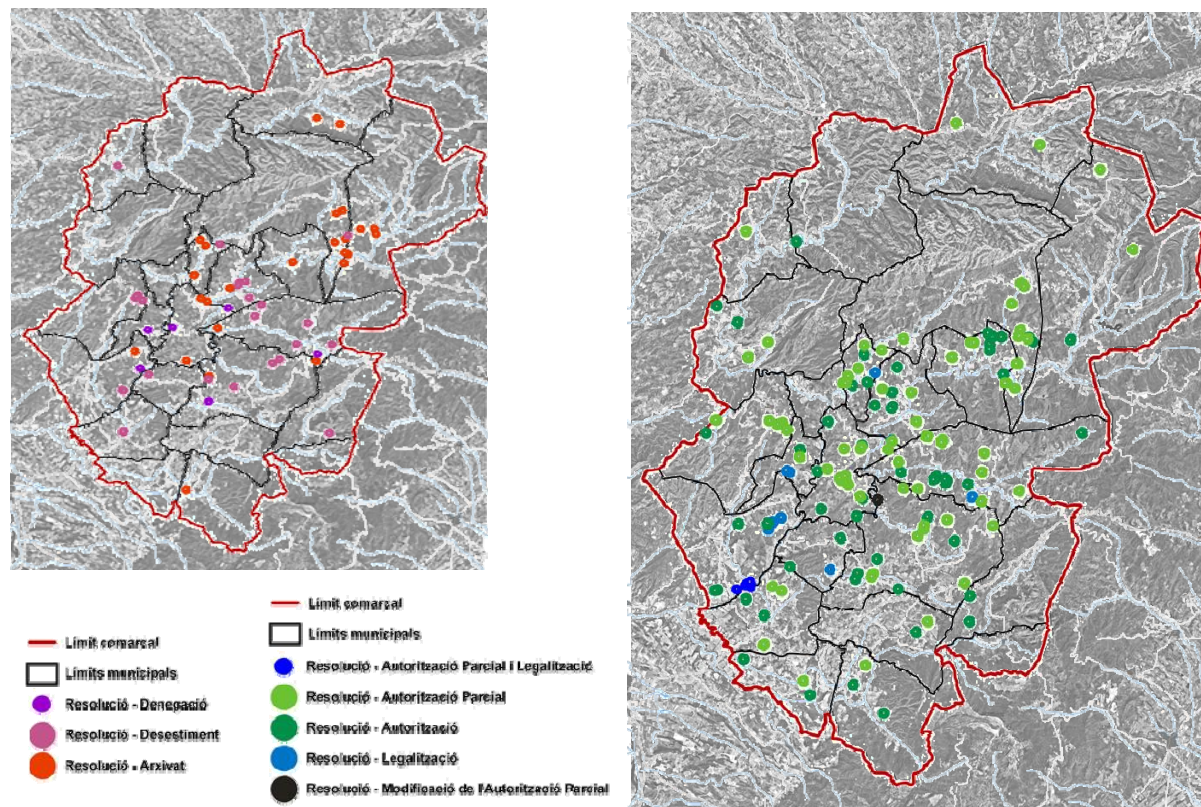 Límit comarcal
Límits municipals
Resolució - Denegació
Resolució - Desestiment
Resolució - Arxivat
Límit comarcal
Límits municipals
Resolució - Autorització Parcial i Legalització
Resolució - Autorització Parcial
Resolució - Autorització
Resolució - Legalització
Resolució - Modificació de l'Autorització Parcial